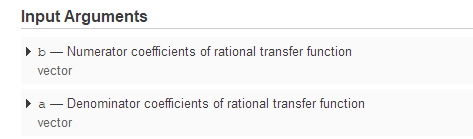 Input Arguments
b — Numerator coefficients of rational transfer function
vector
a — Denominator coefficients of rational transfer function
vector